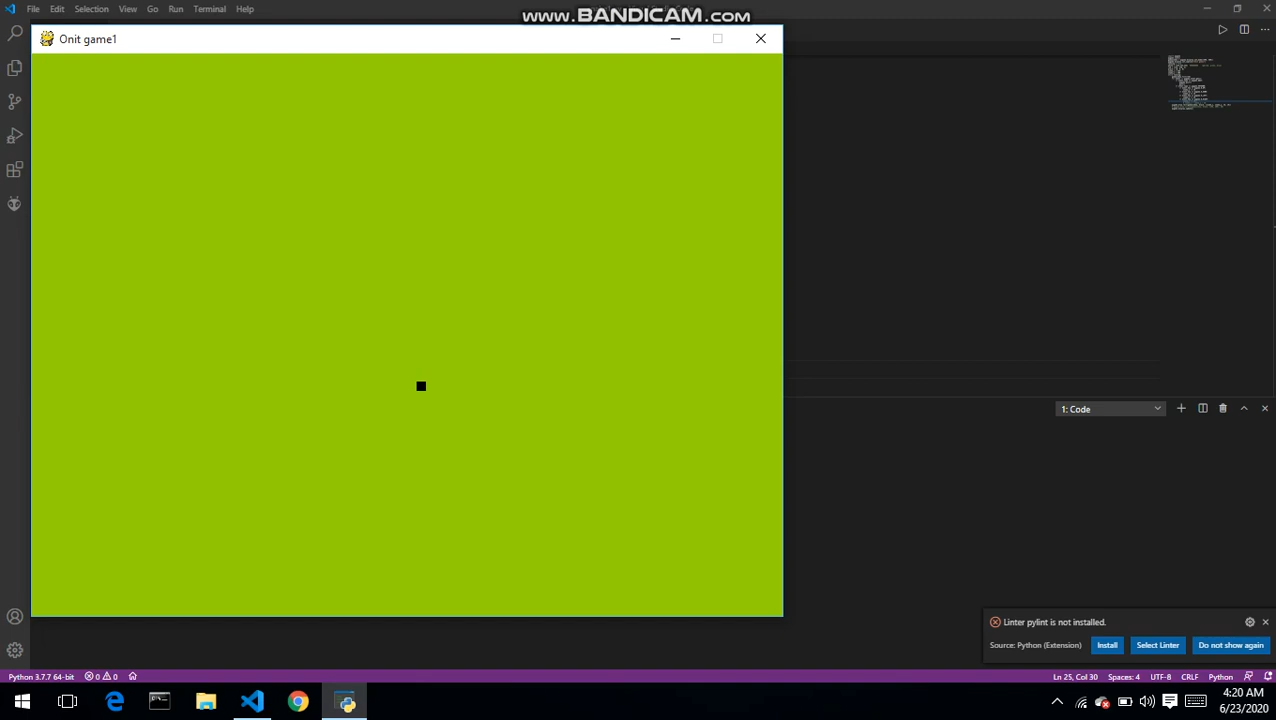 File Edit Selection View Go Run Terminal Help
www.BANDICAM.com
Onit game1
1: Code
Linter pylint is not installed.
Source: Python (Extension) Install Select Linter Do not show again
Python 3.7.7 64-bit 0 0 Ln 25, Col 30 Spaces: 4 UTF-8 CRLF Python
4:20 AM
6/23/2020